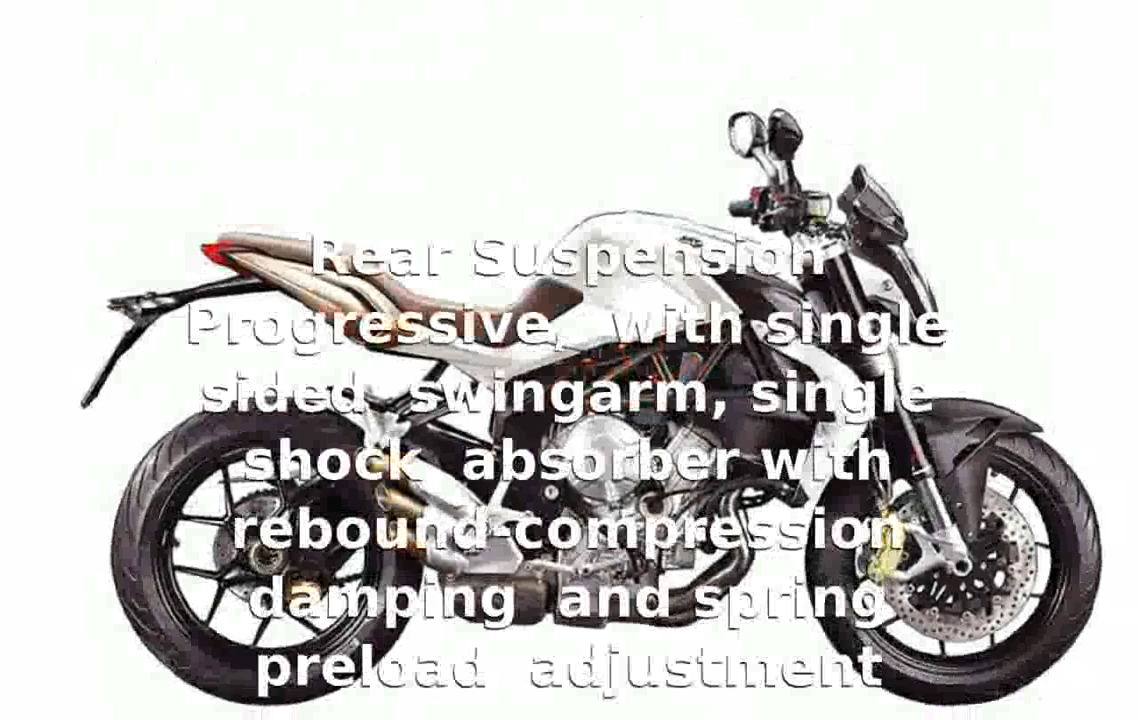 Rear Suspension
Progressive, with single
sided swingarm, single
shock absorber with
rebound-compression
damping and spring
preload adjustment